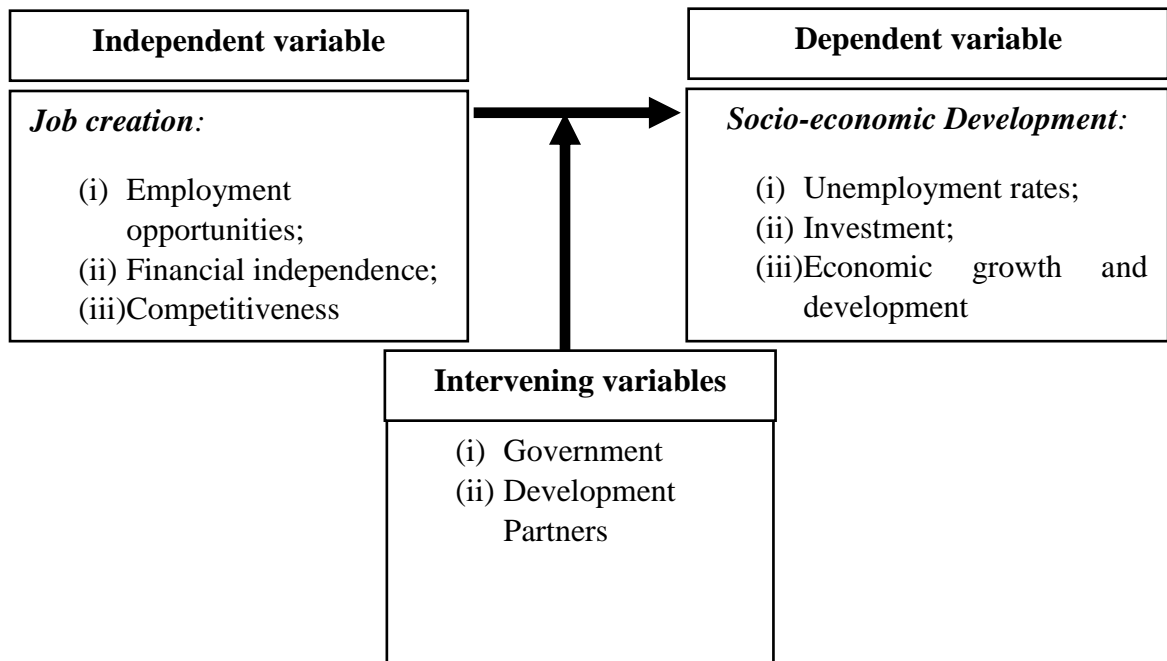 Independent variable
Job creation:
(i) Employment
opportunities;
(ii) Financial independence;
(iii)Competitiveness
Dependent variable
Socio-economic Development:
(i) Unemployment rates;
(ii) Investment;
(iii)Economic growth and
development
Intervening variables
(i) Government
(ii) Development
Partners